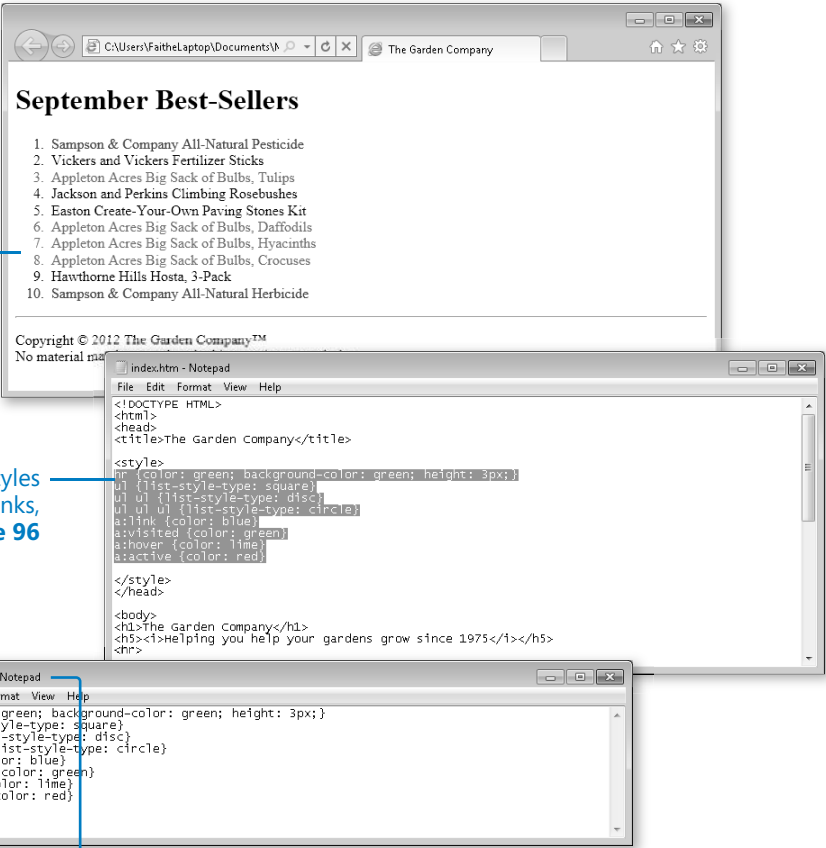 C:\Users\FaitheLaptop\Documents\
The Garden Company
September Best-Sellers
1. Sampson & Company All-Natural Pesticide
2. Vickers and Vickers Fertilizer Sticks
3. Appleton Acres Big Sack of Bulbs, Tulips
4. Jackson and Perkins Climbing Rosebushes
5. Easton Create-Your-Own Paving Stones Kit
6. Appleton Acres Big Sack of Bulbs, Daffodils
7. Appleton Acres Big Sack of Bulbs, Hyacinths
8. Appleton Acres Big Sack of Bulbs, Crocuses
9. Hawthorne Hills Hosta, 3-Pack
10. Sampson & Company All-Natural Herbicide
Copyright © 2012 The Garden Company™
No material
index.htm - Notepad
File Edit Format View Help
<!DOCTYPE HTML>
<html>
<head>
<title>The Garden Company</title>
<style>
hr {color: green; background-color: green; height: 3px;}
ul {list-style-type: square}
ul ul {list-style-type: disc}
ul ul ul {list-style-type: circle}
a:link {color: blue}
a:visited {color: green}
a:hover {color: lime}
a:active {color: red}
</style>
</head>
<body>
<h1>The Garden Company</h1>
<h5><i>Helping you help your gardens grow since 1975</i></h5>
<hr>
yles
nks,
e 96
Notepad
mat View Help
green; background-color: green; height: 3px;}
yle-type: square}
-style-type: disc}
ist-style-type: circle}
or: blue}
color: green}
lor: lime}
olor: red}